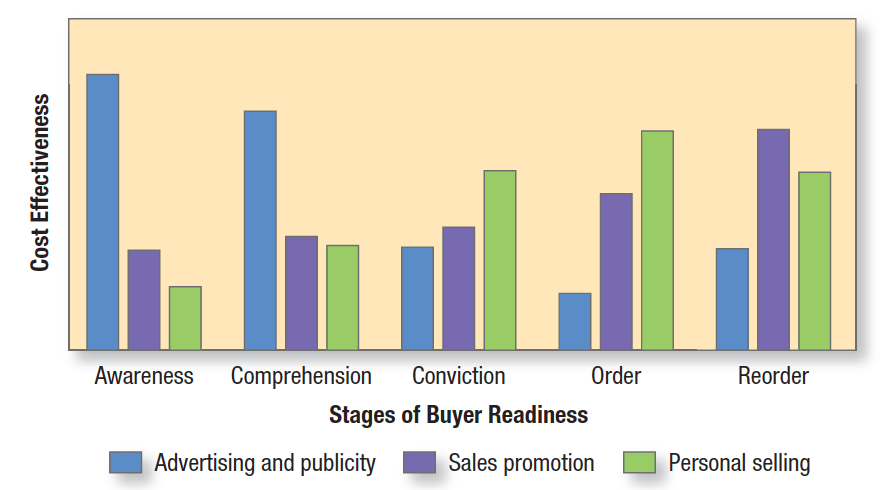 Cost Effectiveness
Awareness
Comprehension
Conviction
Order
Reorder
Stages of Buyer Readiness
Advertising and publicity
Sales promotion
Personal selling